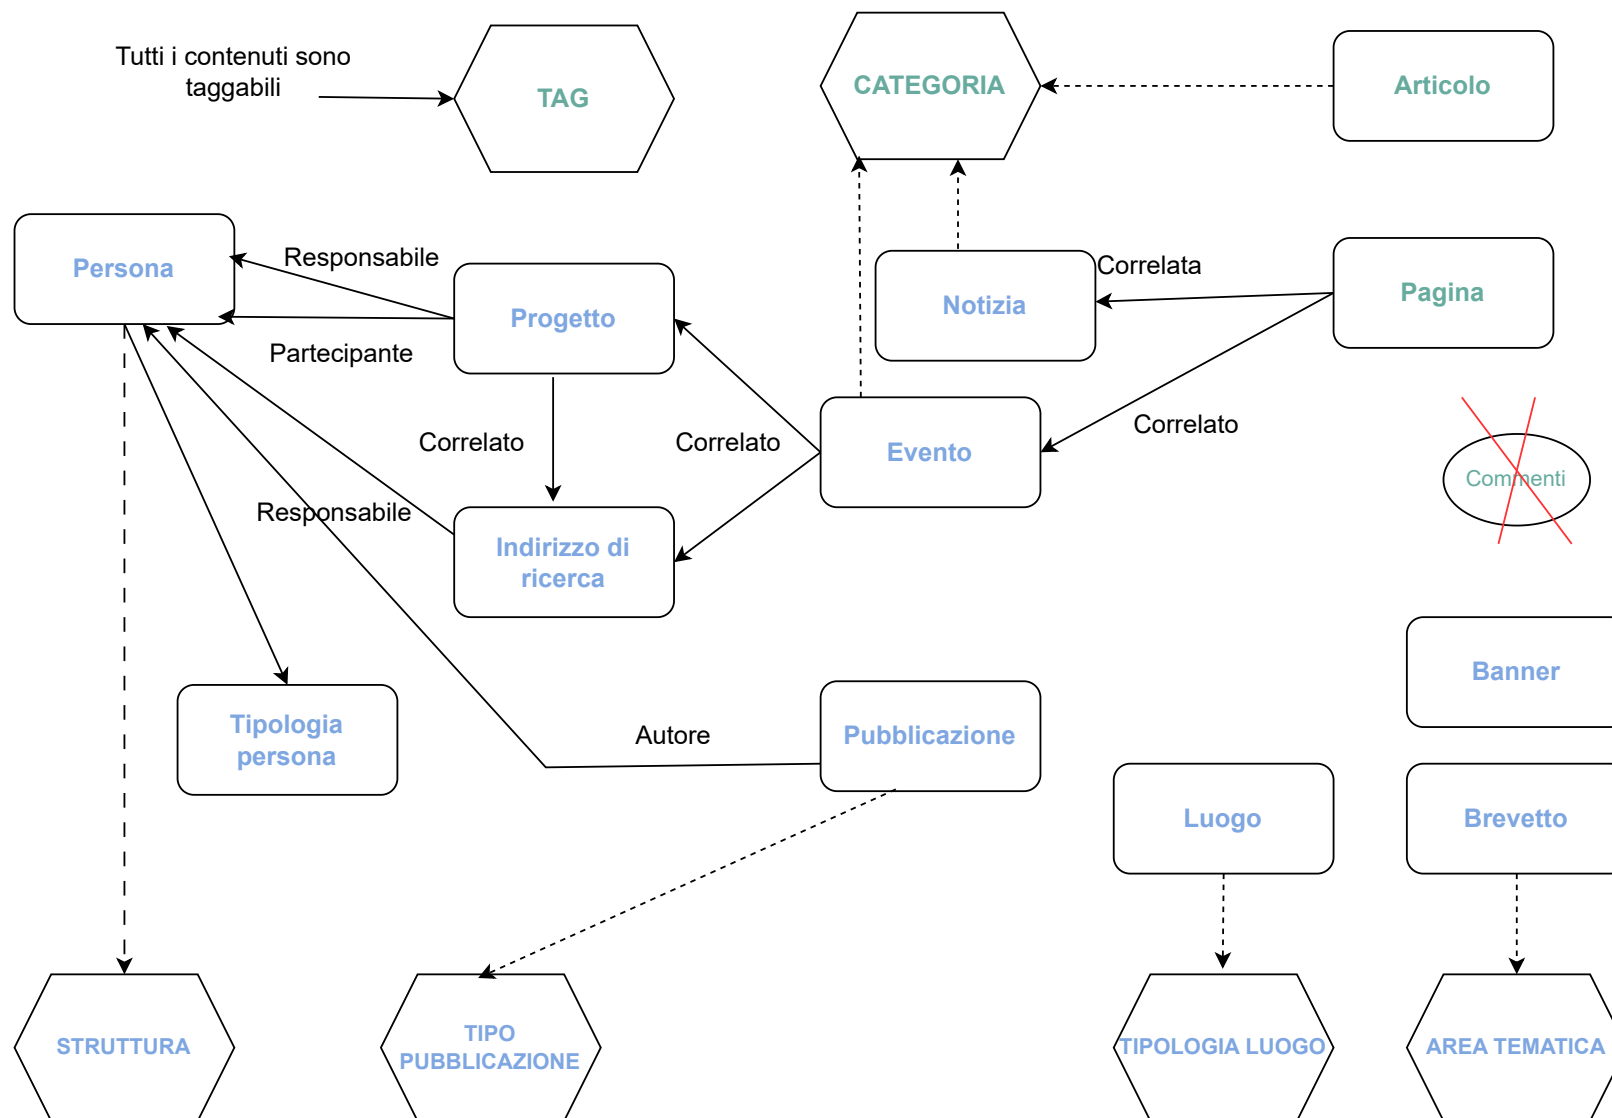 Tutti i contenuti sono
taggabili
TAG
CATEGORIA
Articolo
Persona
Responsabile
Progetto
Partecipante
Notizia
Correlata
Pagina
Correlato
Correlato
Evento
Correlato
Commenti
Responsabile
Indirizzo di
ricerca
Tipologia
persona
Autore
Pubblicazione
Banner
Luogo
Brevetto
STRUTTURA
TIPO
PUBBLICAZIONE
TIPOLOGIA LUOGO
AREA TEMATICA